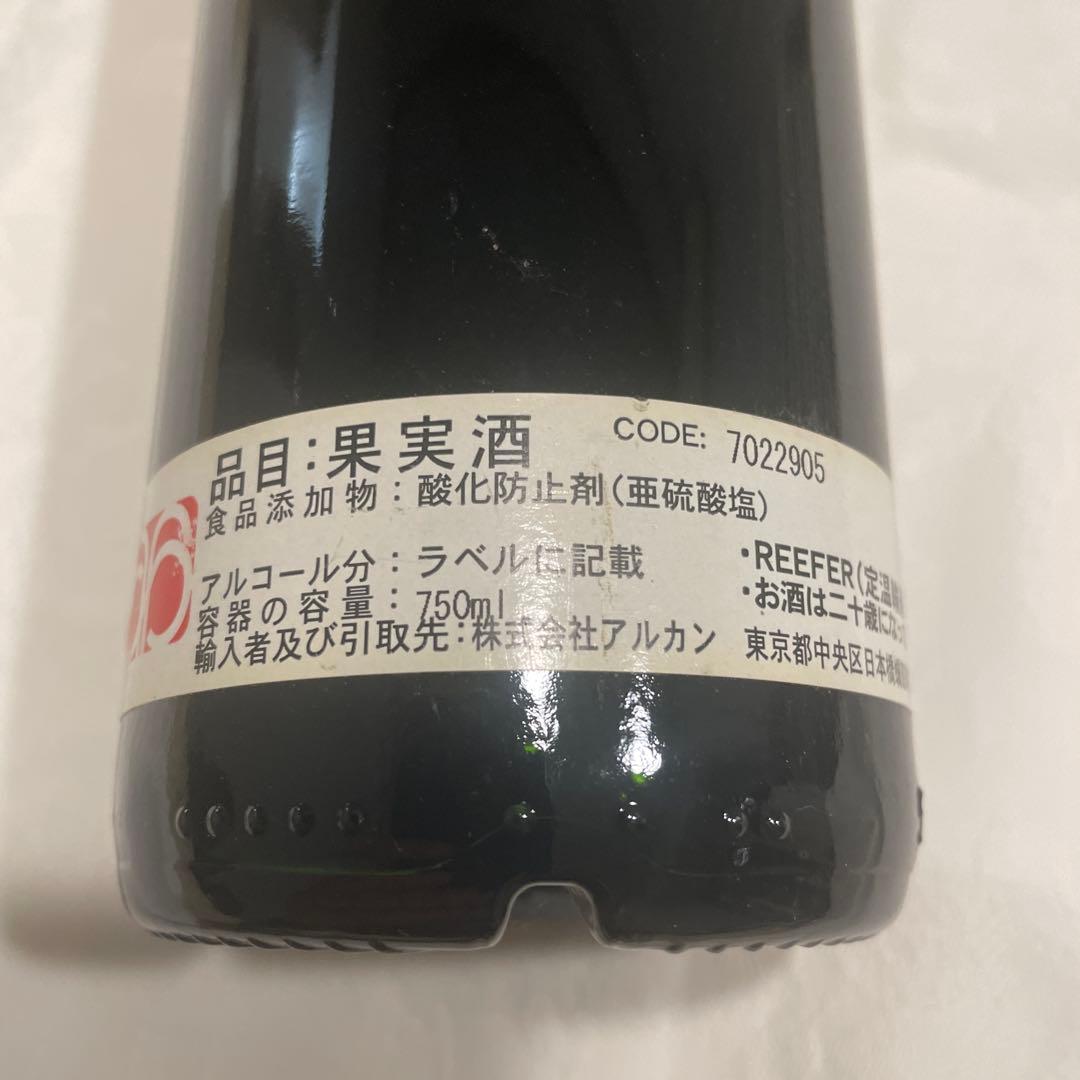 品目:果実酒 CODE: 7022905
食品添加物:酸化防止剤(亜硫酸塩)
アルコール分:ラベルに記載 ・REEFER(定温
容器の容量:750ml ・お酒は二十歳になっ
輸入者及び引取先:株式会社アルカン 東京都中央区日本橋